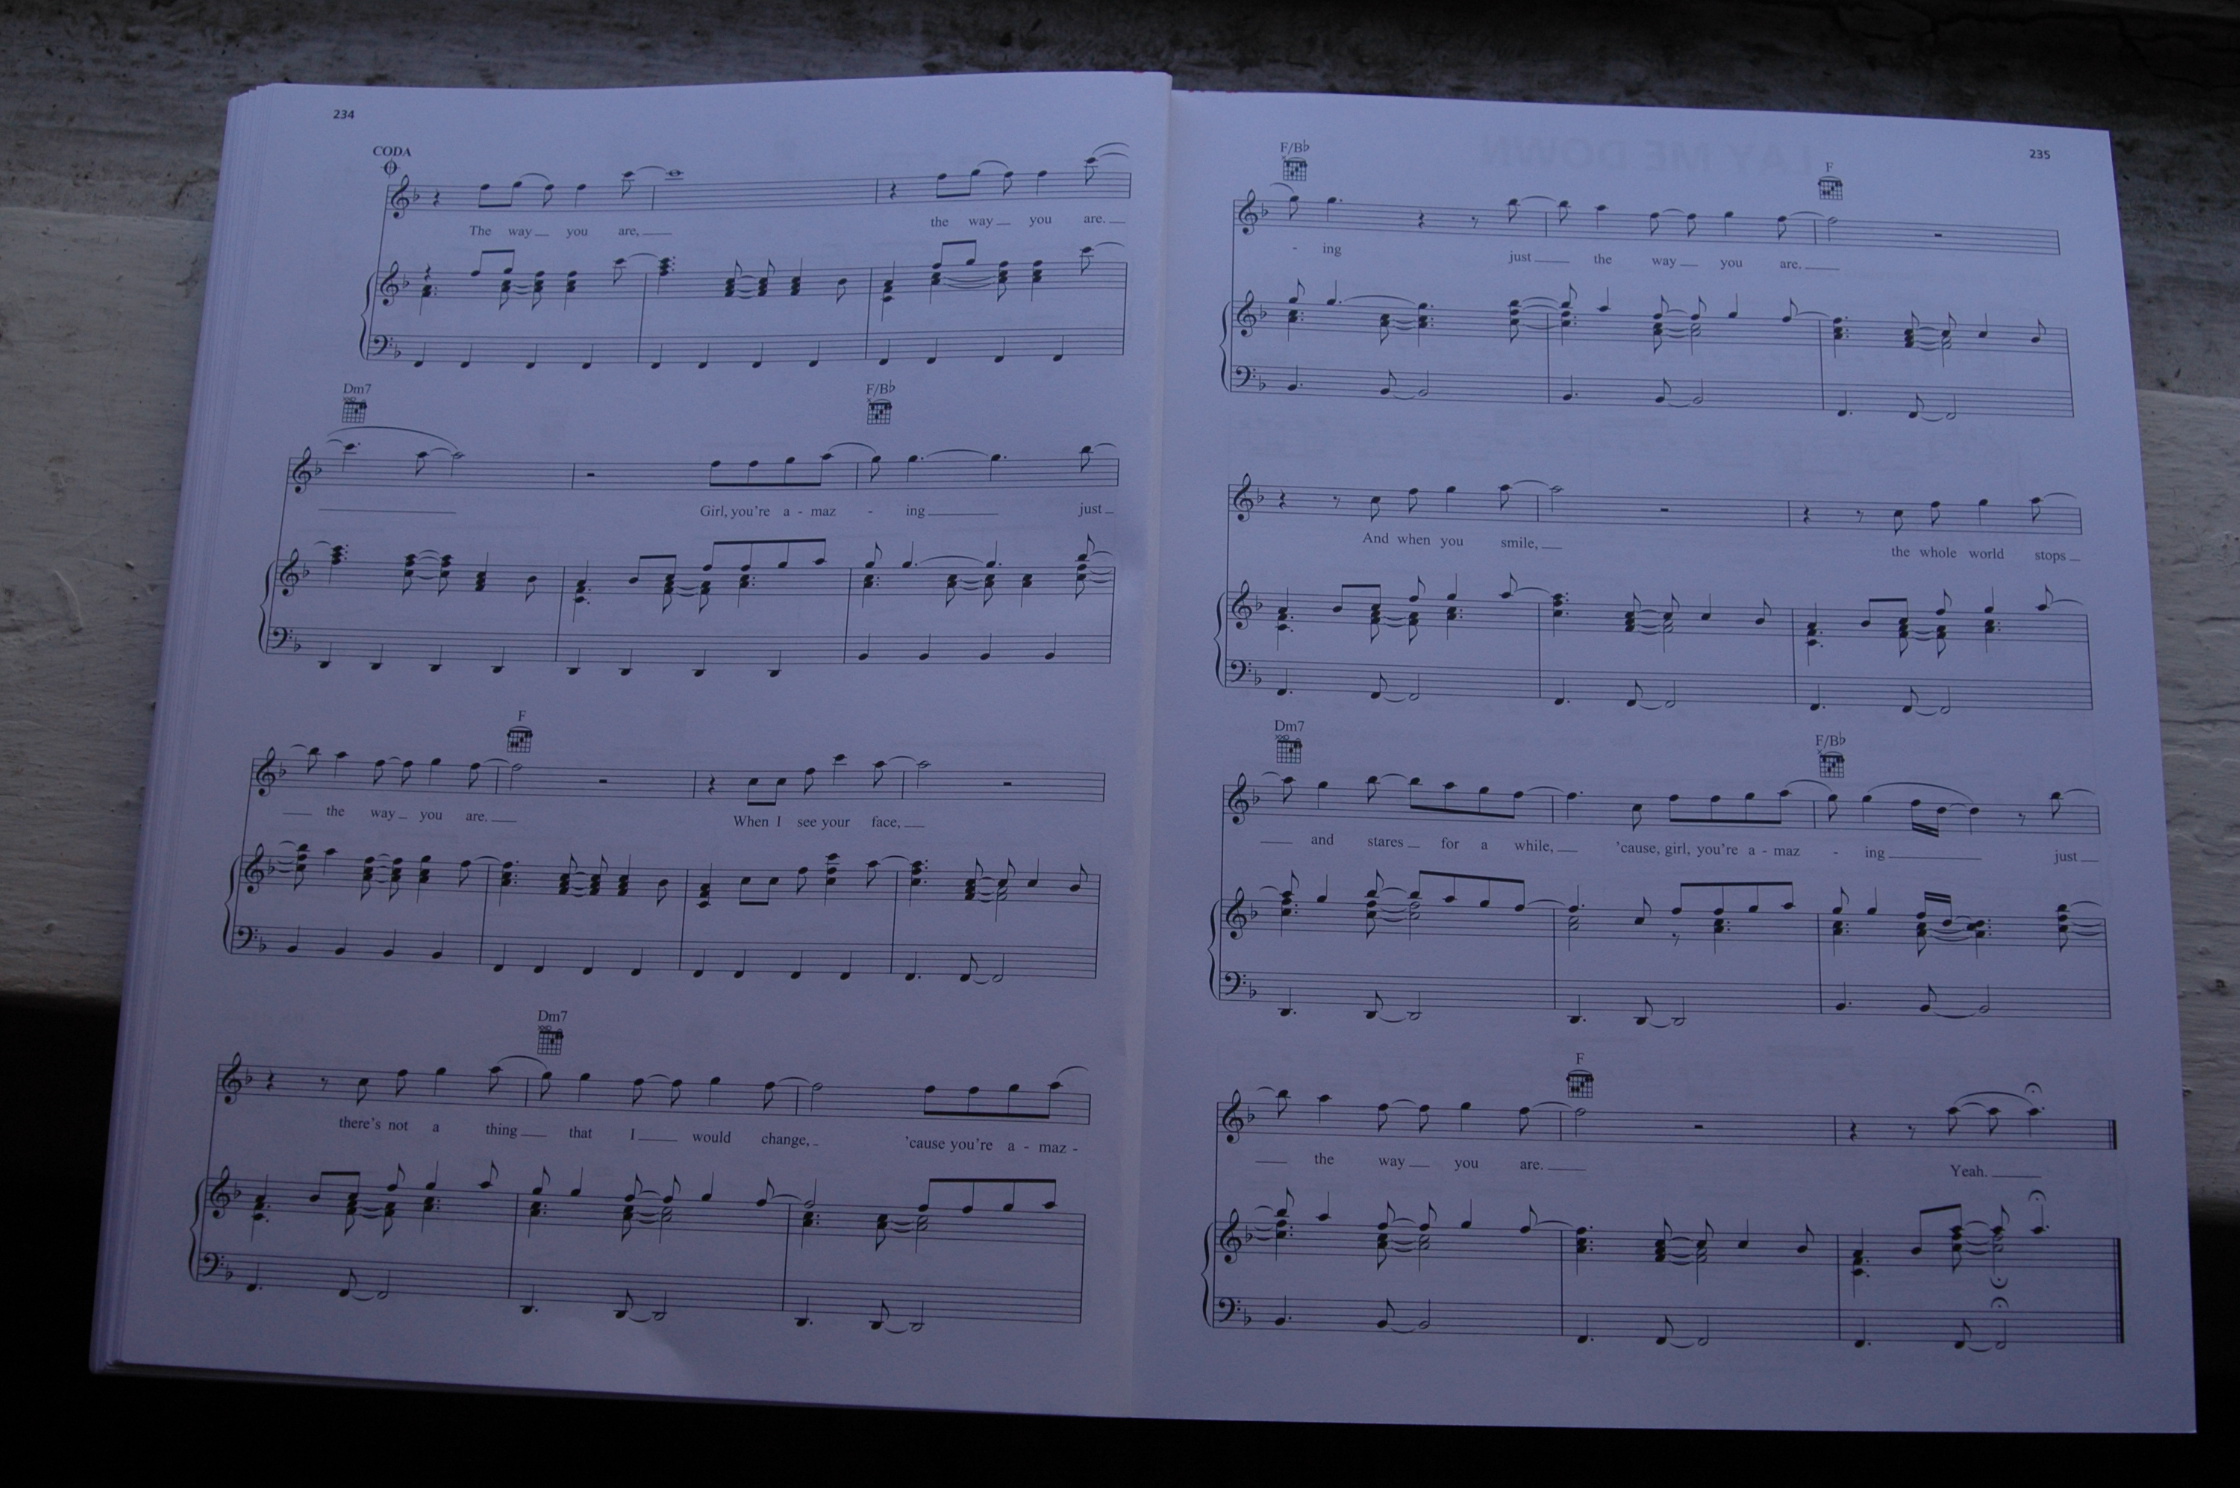 234
CODA
The way you are, the way you are.
Dm7 F/B♭
Girl, you're a - maz - ing just
F
the way you are. When I see your face,
Dm7
there's not a thing that I would change, 'cause you're a - maz -
235
F/B♭ F
- ing just the way you are.
And when you smile, the whole world stops
Dm7 F/B♭
and stares for a while, 'cause, girl, you're a - maz - ing just
F
the way you are. Yeah.